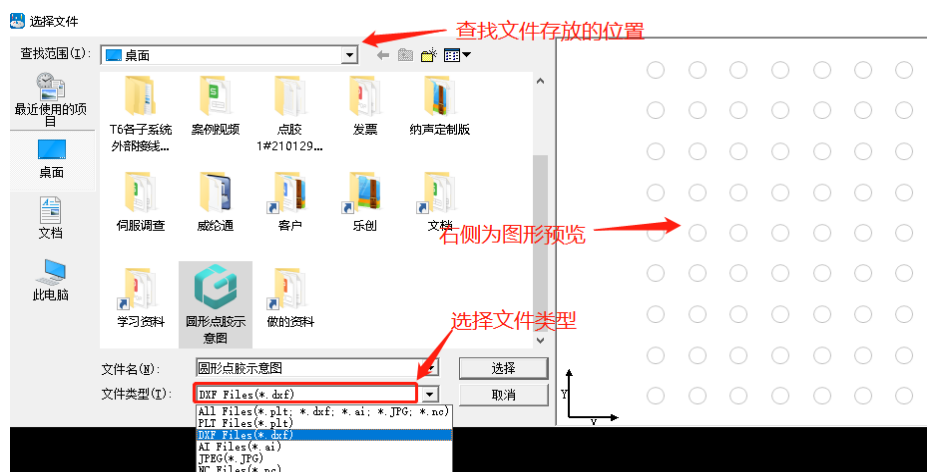 选择文件
查找文件存放的位置
查找范围(I):
桌面
最近使用的项
目
桌面
文档
此电脑
T6各子系统
外部接线...
案例视频
点胶
1#210129...
发票
纳声定制版
伺服调查
威纶通
客户
乐创
文档
右侧为图形预览
学习资料
圆形点胶示
意图
做的资料
选择文件类型
文件名(N):
圆形点胶示意图
选择
文件类型(T):
DXF Files(*.dxf)
取消
All Files(*.plt; *.dxf; *.ai; *.JPG; *.nc)
PLT Files(*.plt)
DXF Files(*.dxf)
AI Files(*.ai)
JPEG(*.JPG)
NC Files(*.nc)
Y